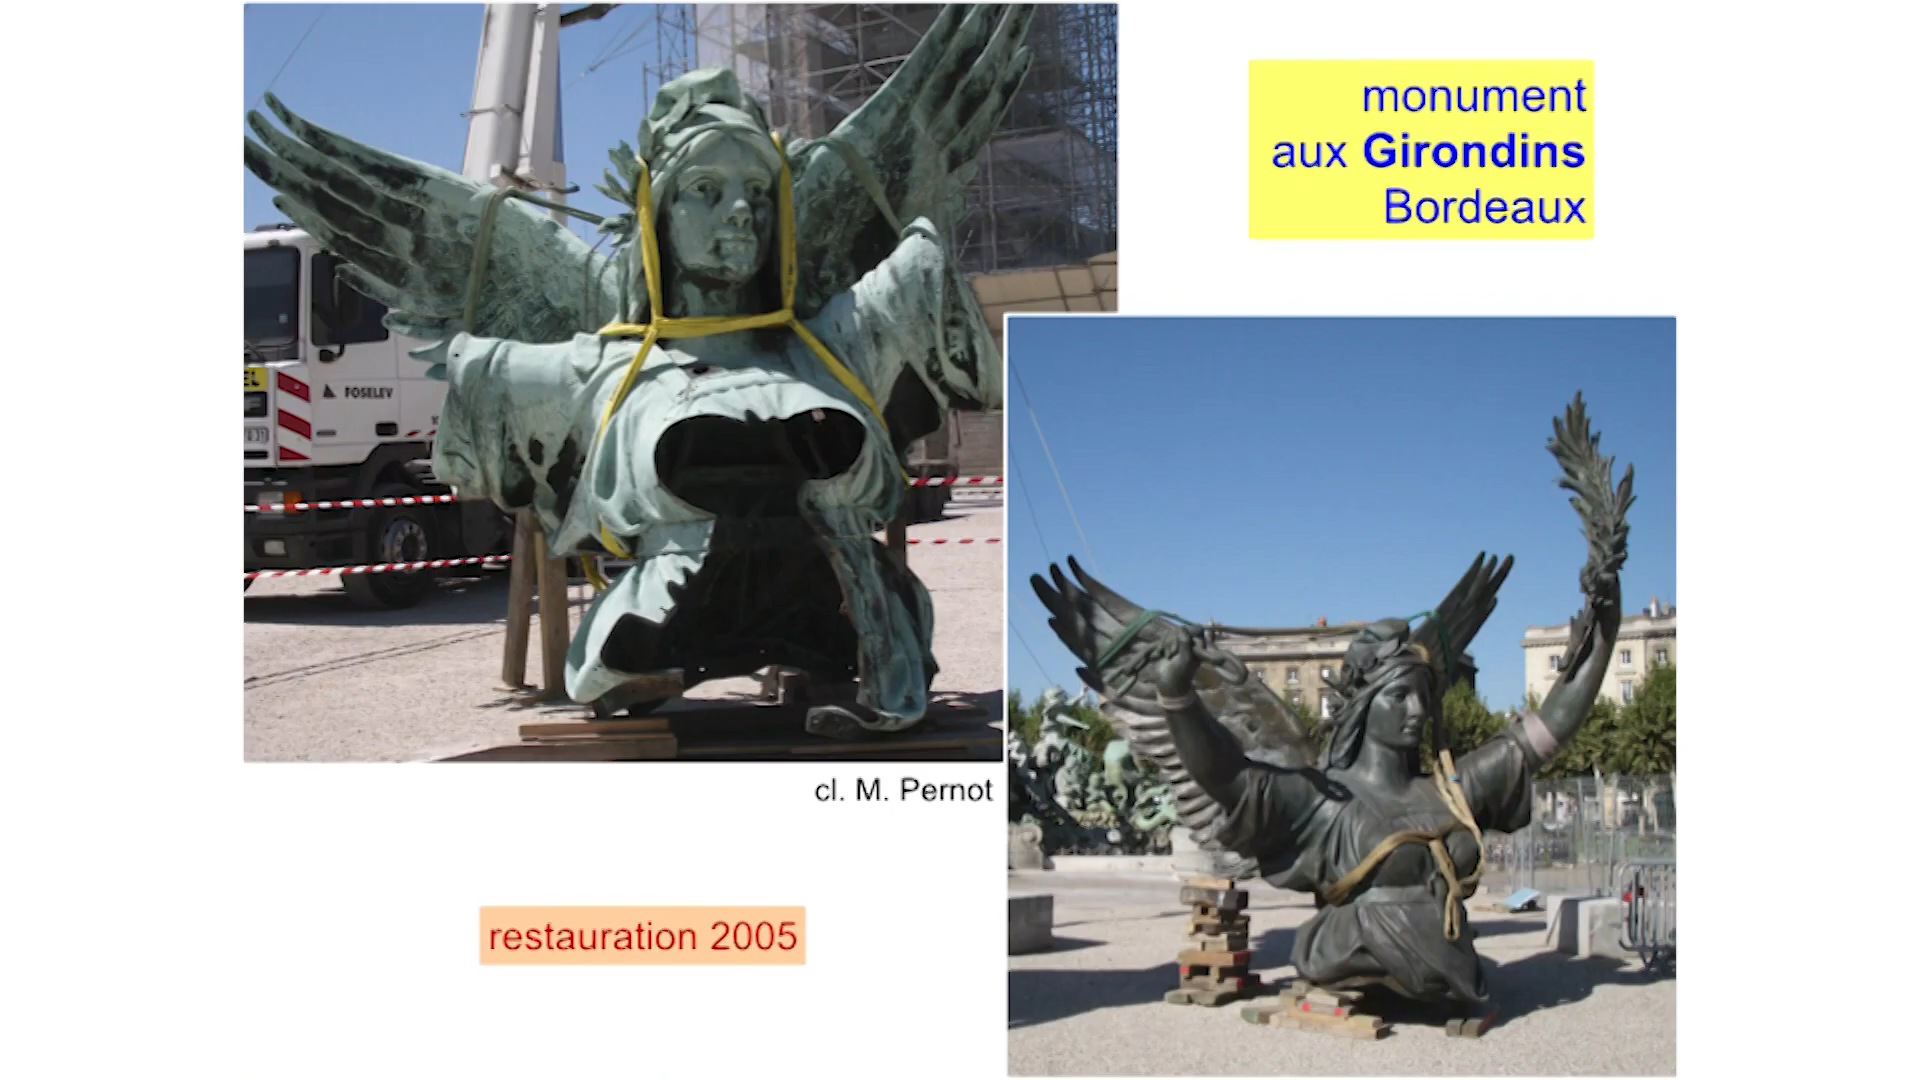 monument
aux Girondins
Bordeaux
FOSELEV
cl. M. Pernot
restauration 2005